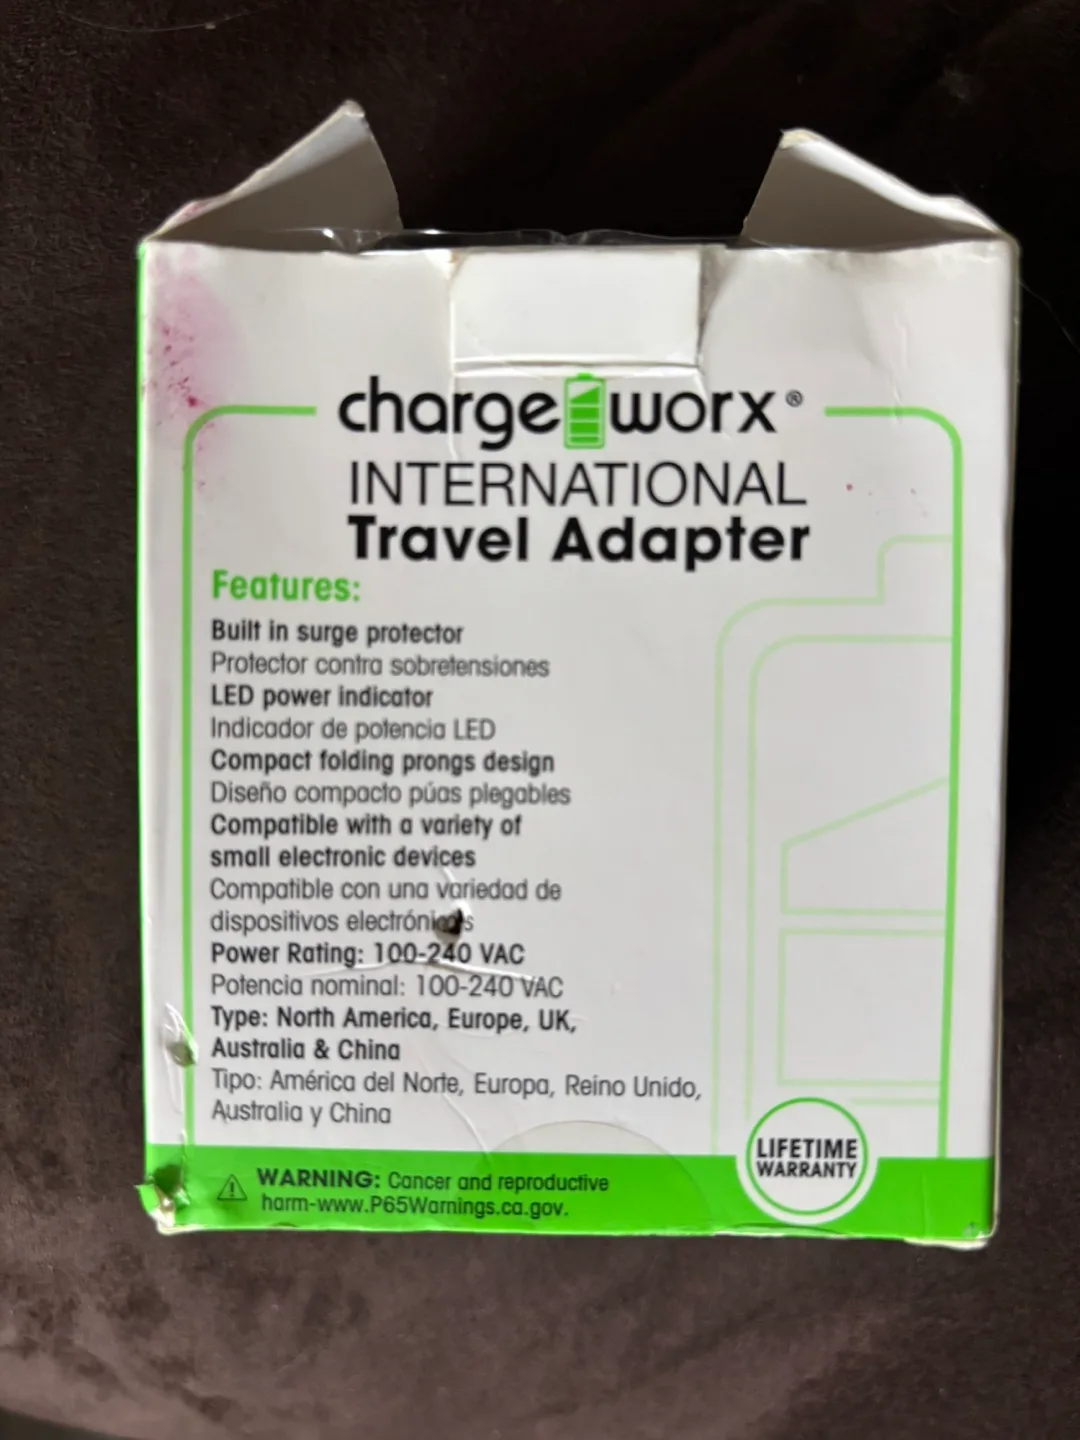 chargeworx®
INTERNATIONAL
Travel Adapter
Features:
Built in surge protector
Protector contra sobretensiones
LED power indicator
Indicador de potencia LED
Compact folding prongs design
Diseño compacto púas plegables
Compatible with a variety of
small electronic devices
Compatible con una variedad de
dispositivos electrónicos
Power Rating: 100-240 VAC
Potencia nominal: 100-240 VAC
Type: North America, Europe, UK,
Australia & China
Tipo: América del Norte, Europa, Reino Unido,
Australia y China
WARNING: Cancer and reproductive
harm-www.P65Warnings.ca.gov.
LIFETIME
WARRANTY